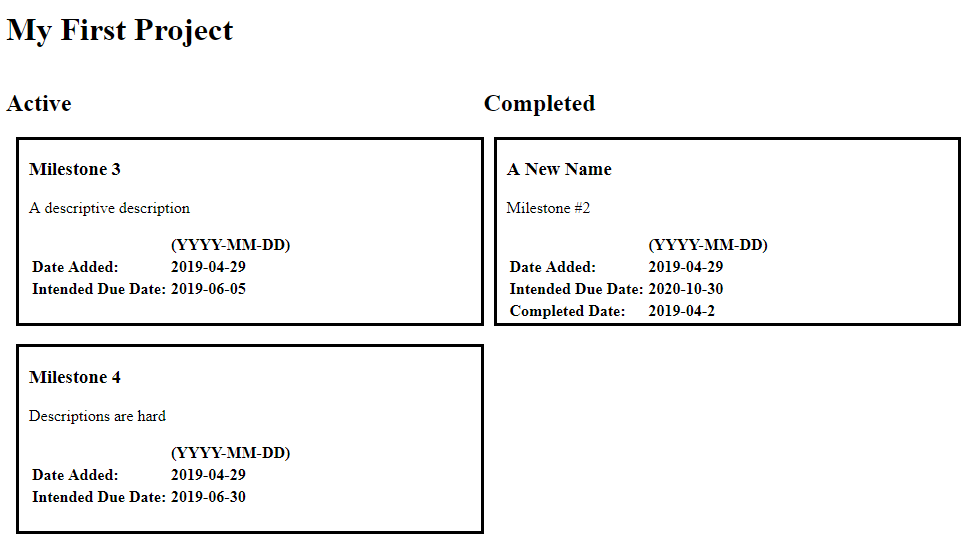 My First Project
Active
Milestone 3
A descriptive description
(YYYY-MM-DD)
Date Added: 2019-04-29
Intended Due Date: 2019-06-05
Milestone 4
Descriptions are hard
(YYYY-MM-DD)
Date Added: 2019-04-29
Intended Due Date: 2019-06-30
Completed
A New Name
Milestone #2
(YYYY-MM-DD)
Date Added: 2019-04-29
Intended Due Date: 2020-10-30
Completed Date: 2019-04-2